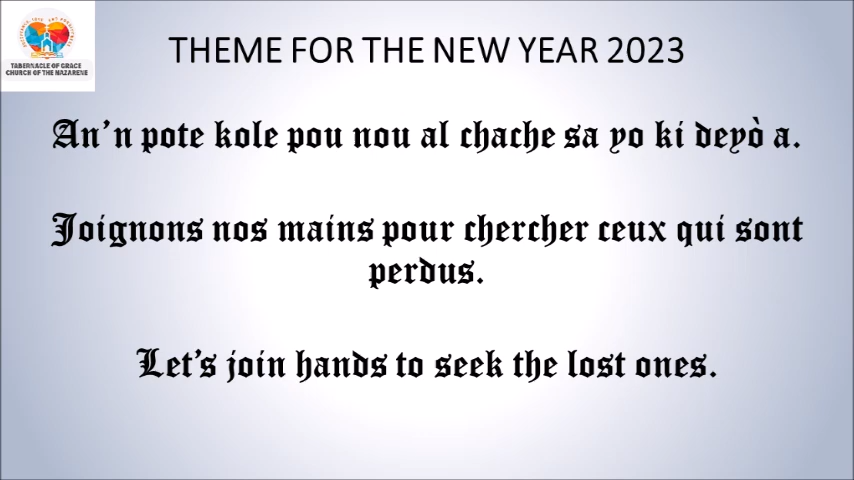 TABERNACLE OF GRACE
CHURCH OF THE NAZARENE
THEME FOR THE NEW YEAR 2023
An'n pote kole pou nou al chache sa yo ki deyò a.
Joignons nos mains pour chercher ceux qui sont
perdus.
Let's join hands to seek the lost ones.